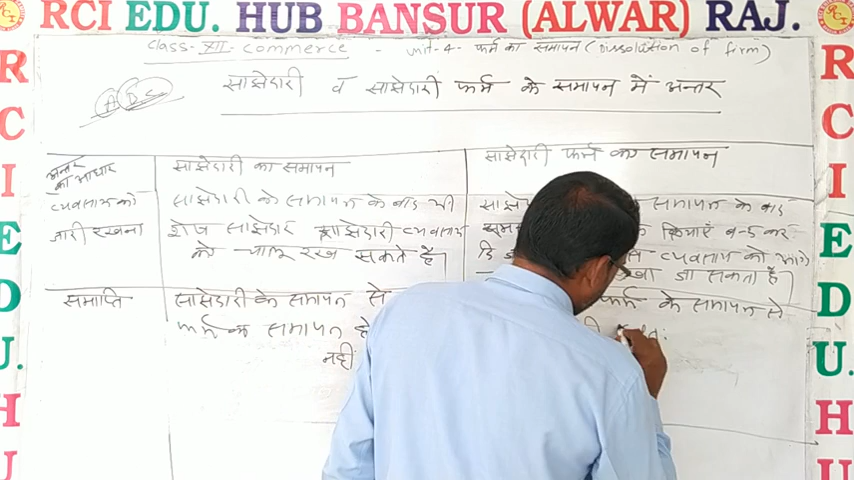 RCI EDU. HUB BANSUR (ALWAR) RAJ.
Class-XII- Commerce - Unit-4- फर्म का समापन (Dissolution of firm)
साझेदारी व साझेदारी फर्म के समापन में अन्तर
अन्तर का आधार
साझेदारी का समापन
साझेदारी फर्म का समापन
व्यवसाय को
जारी रखना
साझेदारी के समापन के बाद भी
शेष साझेदार साझेदारी व्यवसाय
को चालू रख सकते हैं।
समापन के बाद
क्रियाएँ बन्द कर
व्यवसाय को
जा सकता है।
समाप्ति
साझेदारी के समापन से
फर्म का समापन
नहीं
फर्म के समापन से
R
C
I
E
D
U.
H
U
R
C
I
E
D
U.
H
U